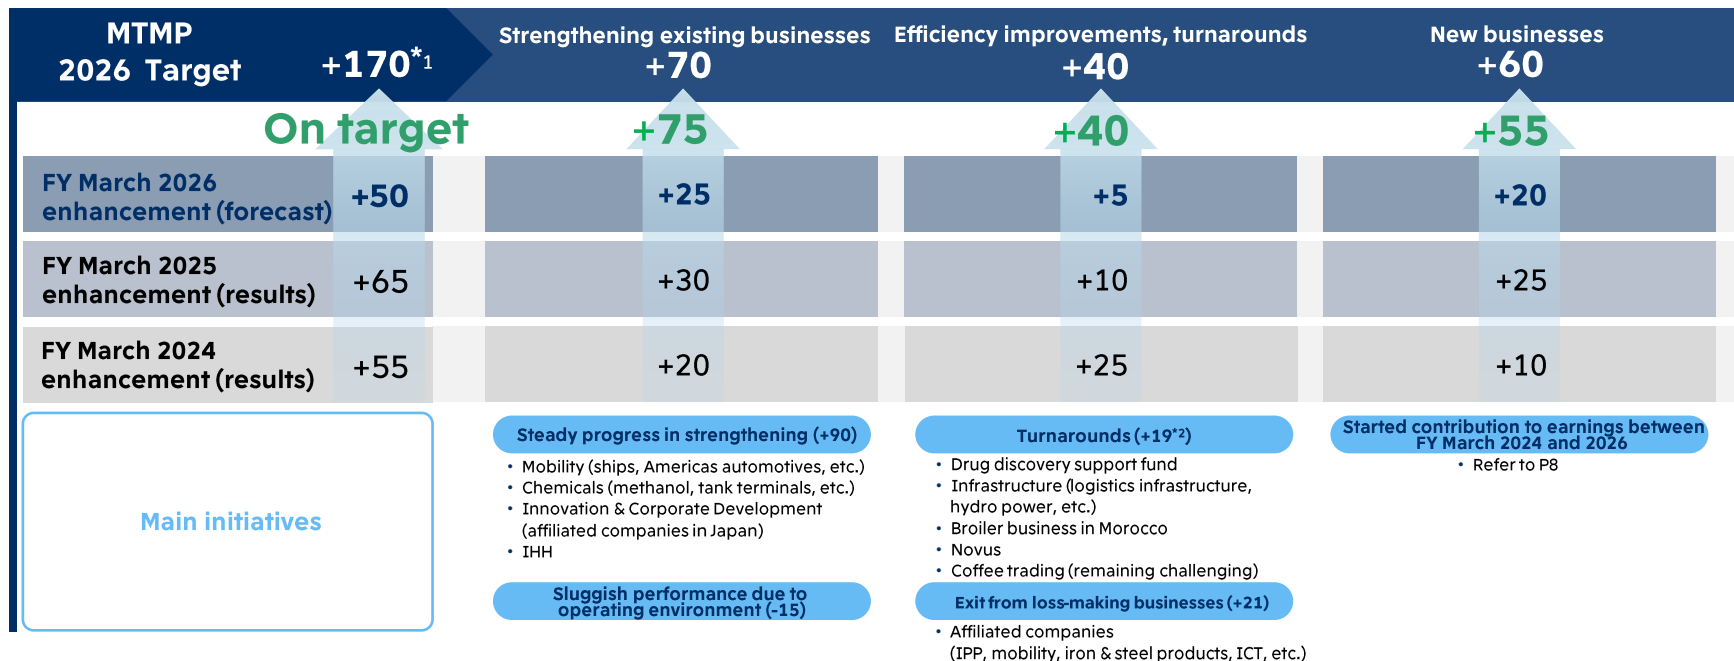 MTMP
2026 Target
+170*1
Strengthening existing businesses
+70
Efficiency improvements, turnarounds
+40
New businesses
+60
On target
+75
+40
+55
FY March 2026
enhancement (forecast)
+50
+25
+5
+20
FY March 2025
enhancement (results)
+65
+30
+10
+25
FY March 2024
enhancement (results)
+55
+20
+25
+10
Main initiatives
Steady progress in strengthening (+90)
• Mobility (ships, Americas automotives, etc.)
• Chemicals (methanol, tank terminals, etc.)
• Innovation & Corporate Development
(affiliated companies in Japan)
• IHH
Sluggish performance due to
operating environment (-15)
Turnarounds (+19*2)
• Drug discovery support fund
• Infrastructure (logistics infrastructure,
hydro power, etc.)
• Broiler business in Morocco
• Novus
• Coffee trading (remaining challenging)
Exit from loss-making businesses (+21)
• Affiliated companies
(IPP, mobility, iron & steel products, ICT, etc.)
Started contribution to earnings between
FY March 2024 and 2026
• Refer to P8